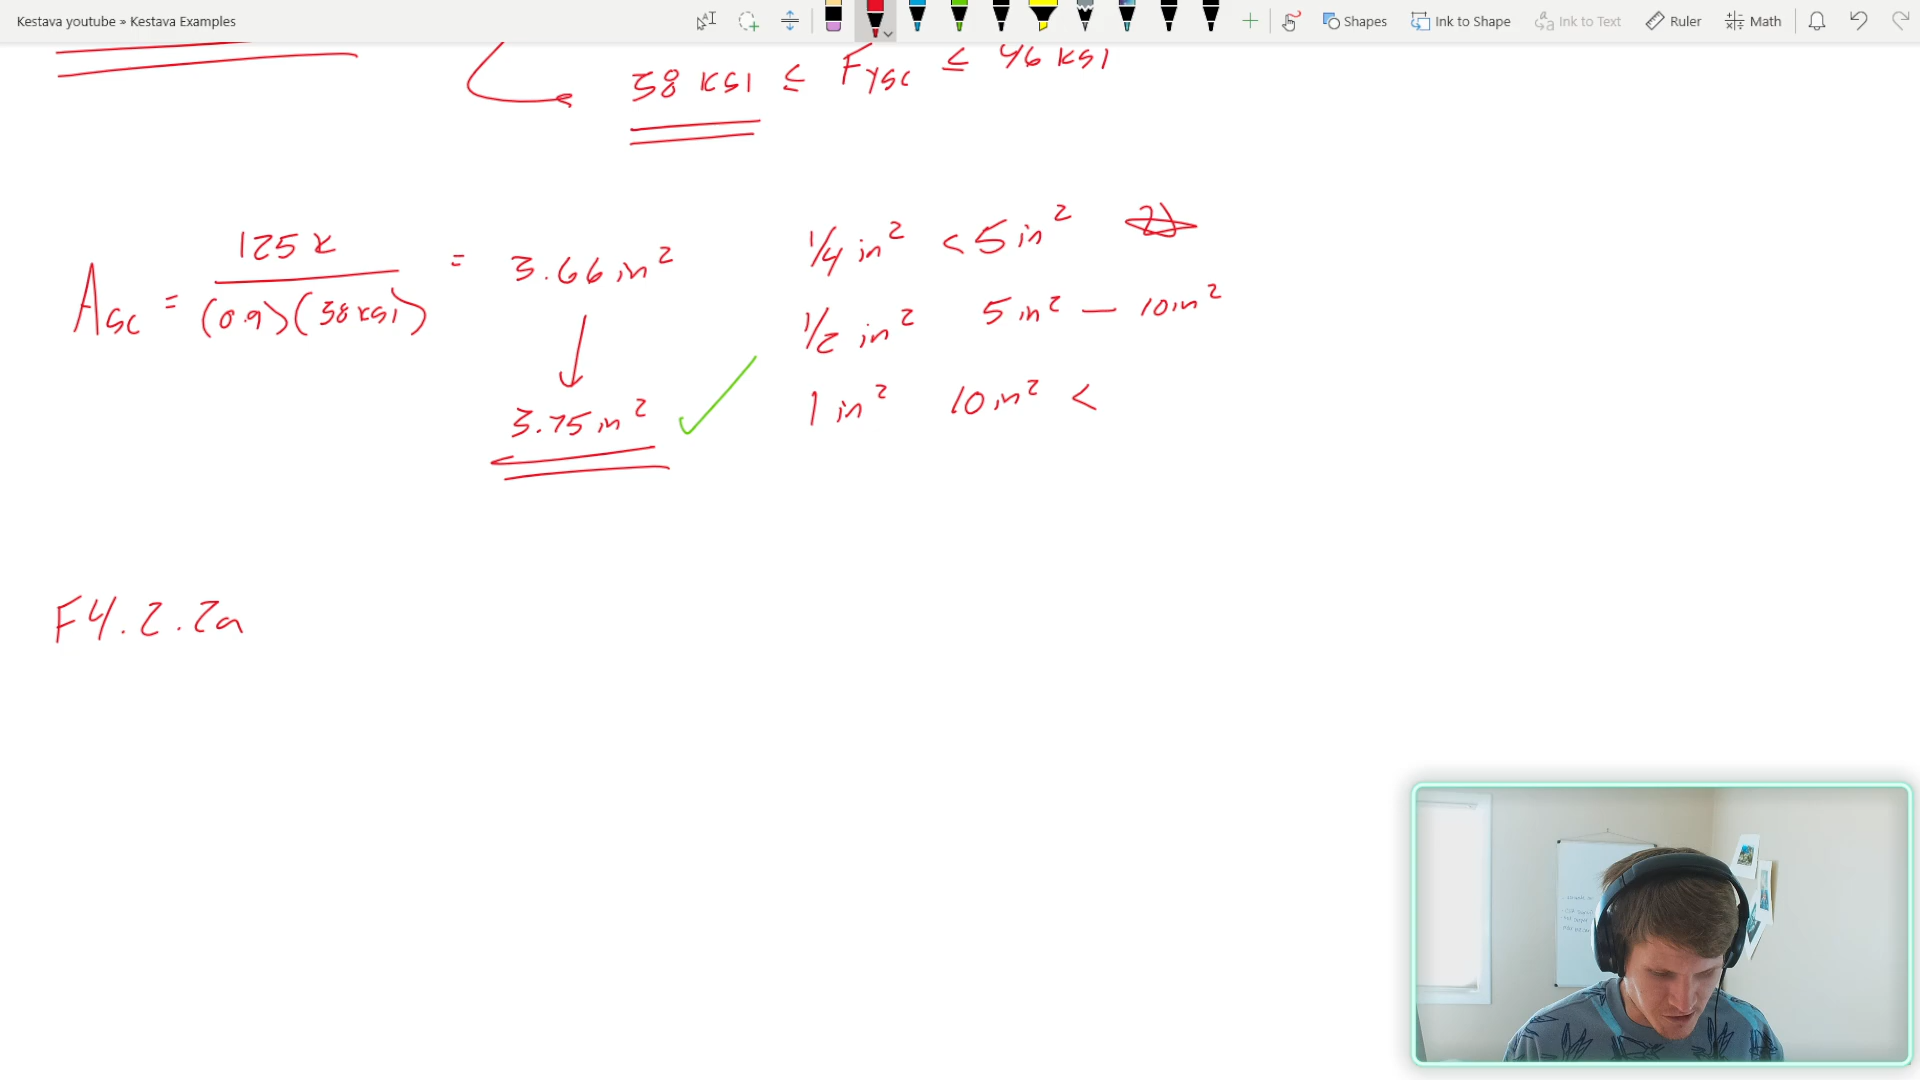 Kestava youtube » Kestava Examples
Shapes Ink to Shape Ink to Text Ruler Math
38 KSI ≤ Fysc ≤ 46 KSI
Asc = 125 K / (0.9)(38 KSI) = 3.66 in²
3.75 in²
1/4 in² < 5 in²
1/2 in² 5 in² — 10 in²
1 in² 10 in² <
F4.2.2a